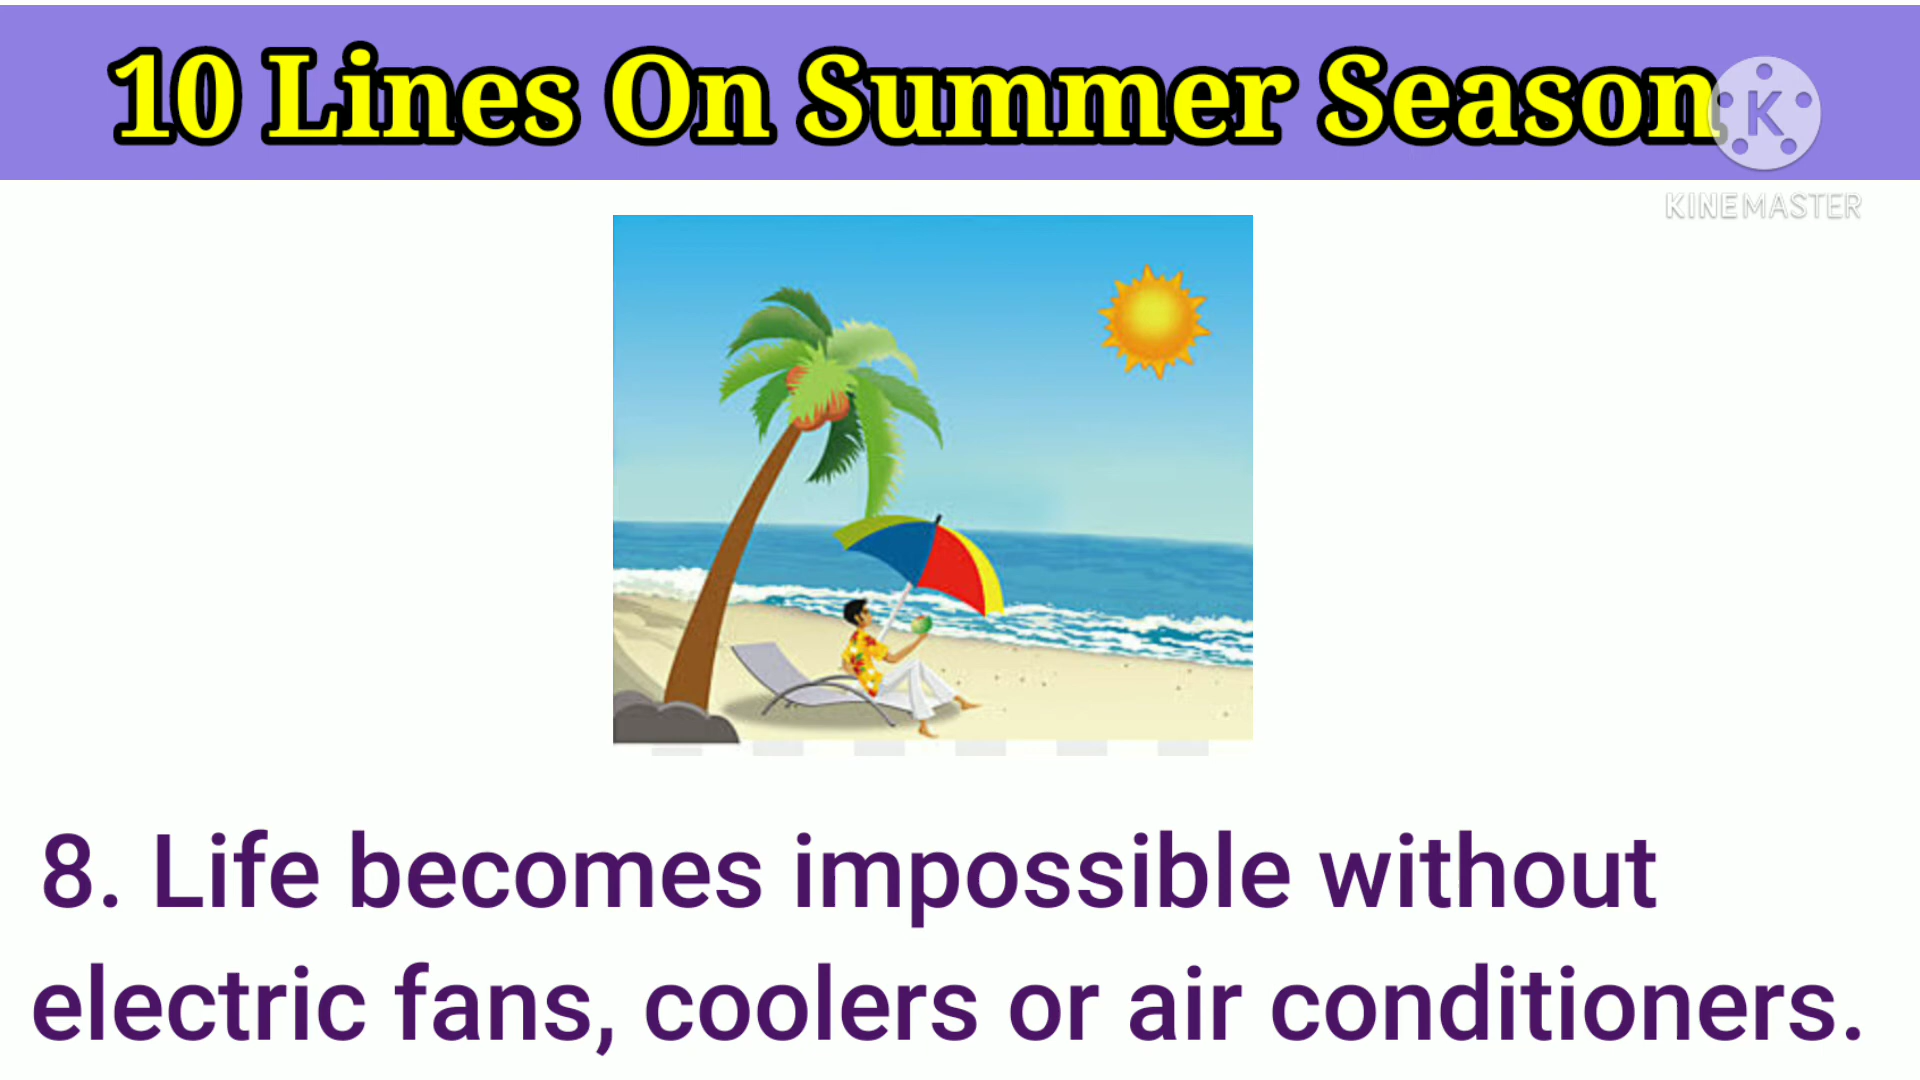 10 Lines On Summer Season
K
KINEMASTER
8. Life becomes impossible without
electric fans, coolers or air conditioners.